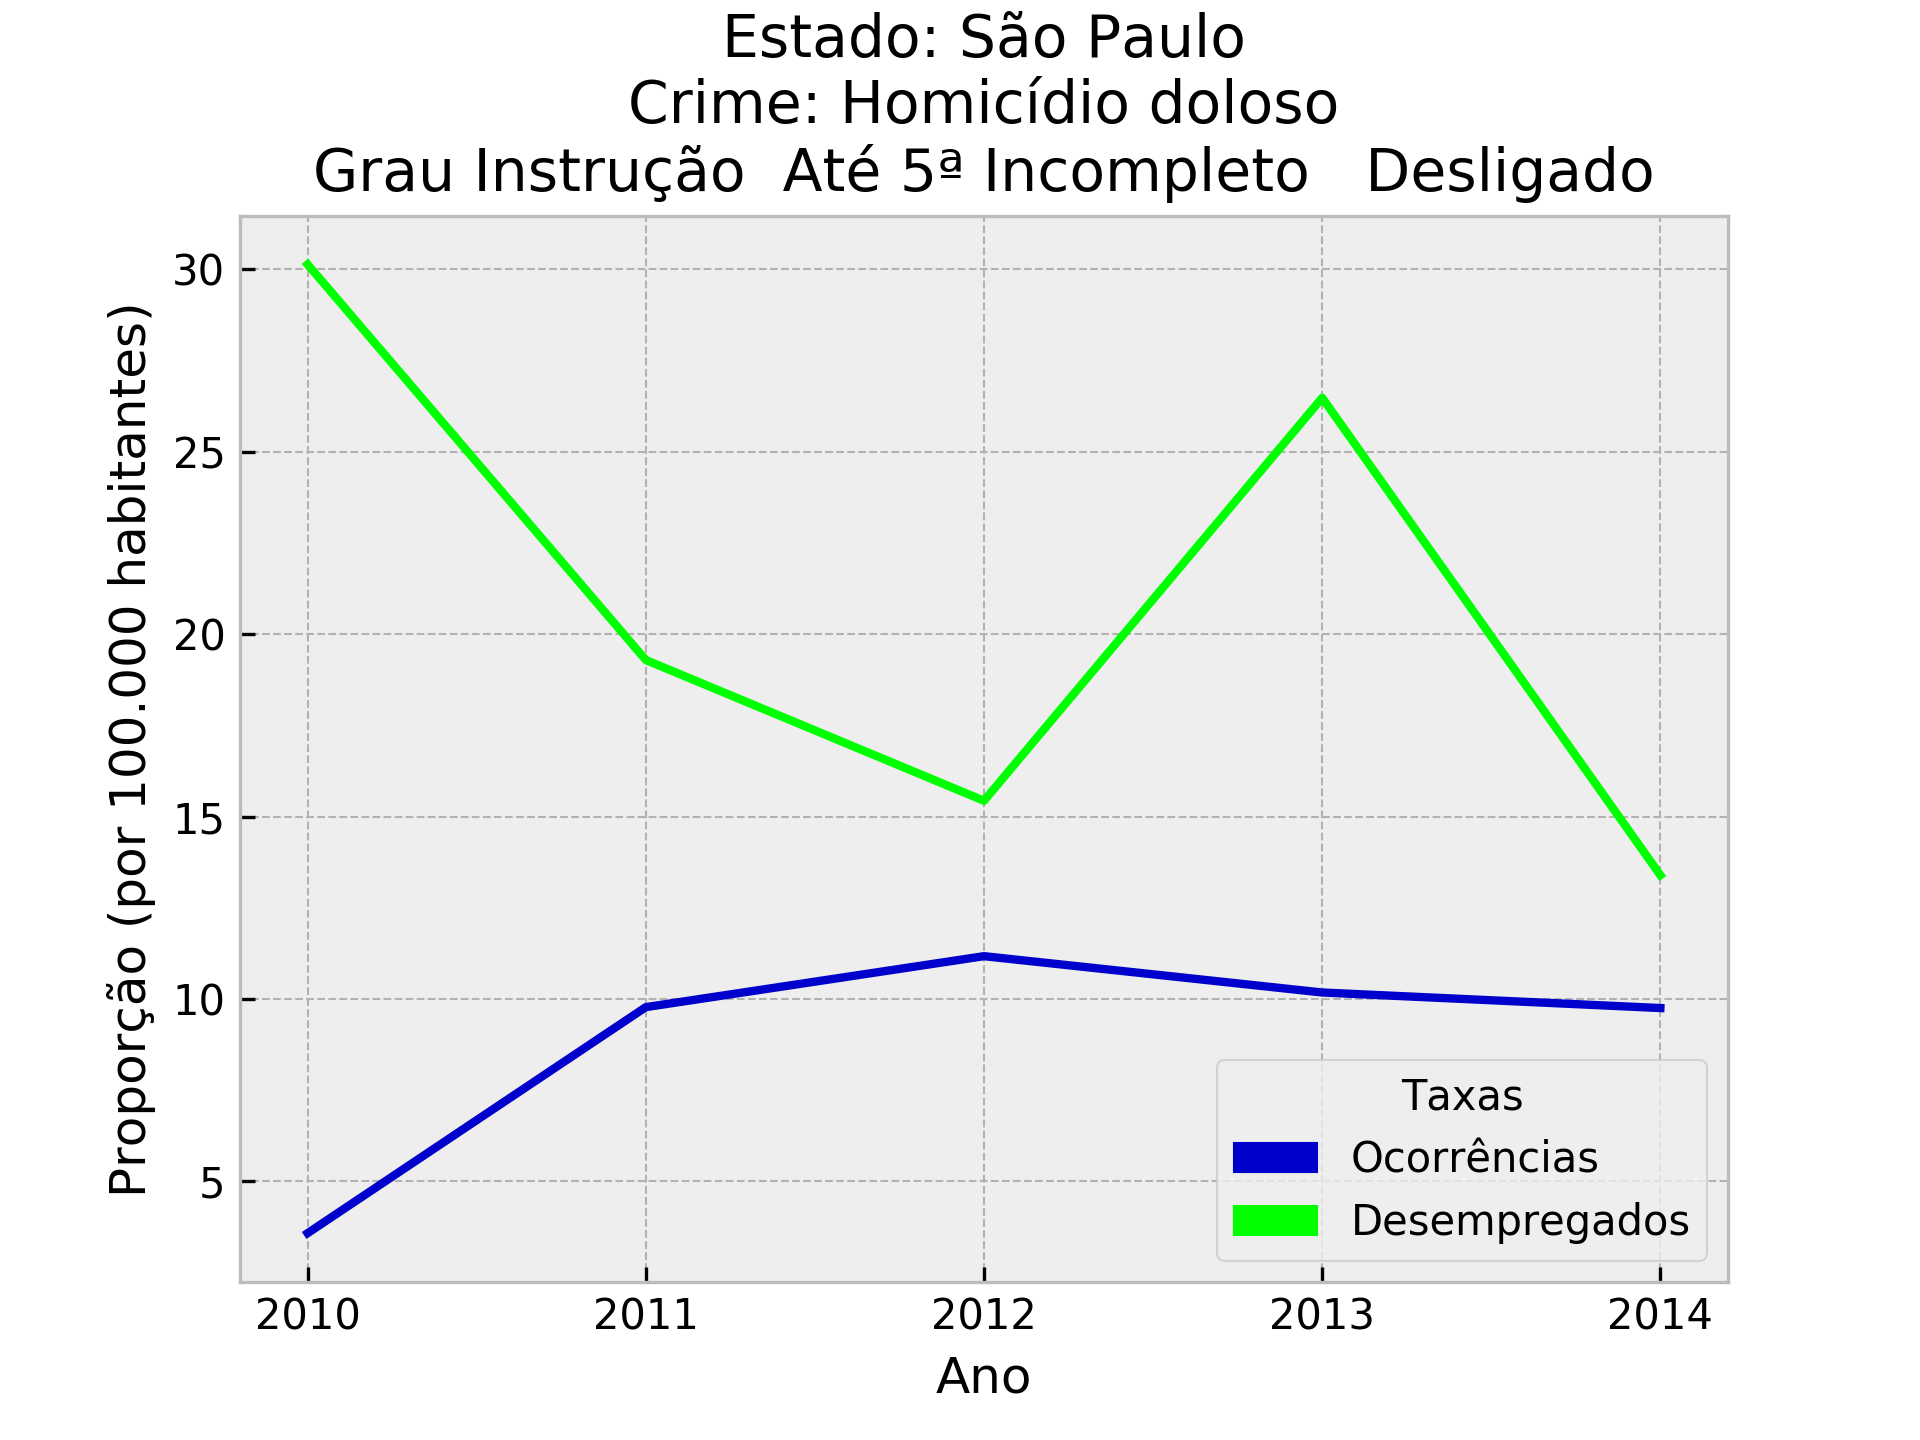 Estado: São Paulo
Crime: Homicídio doloso
Grau Instrução  Até 5ª Incompleto   Desligado
Proporção (por 100.000 habitantes)
30
25
20
15
10
5
Taxas
Ocorrências
Desempregados
2010 2011 2012 2013 2014
Ano